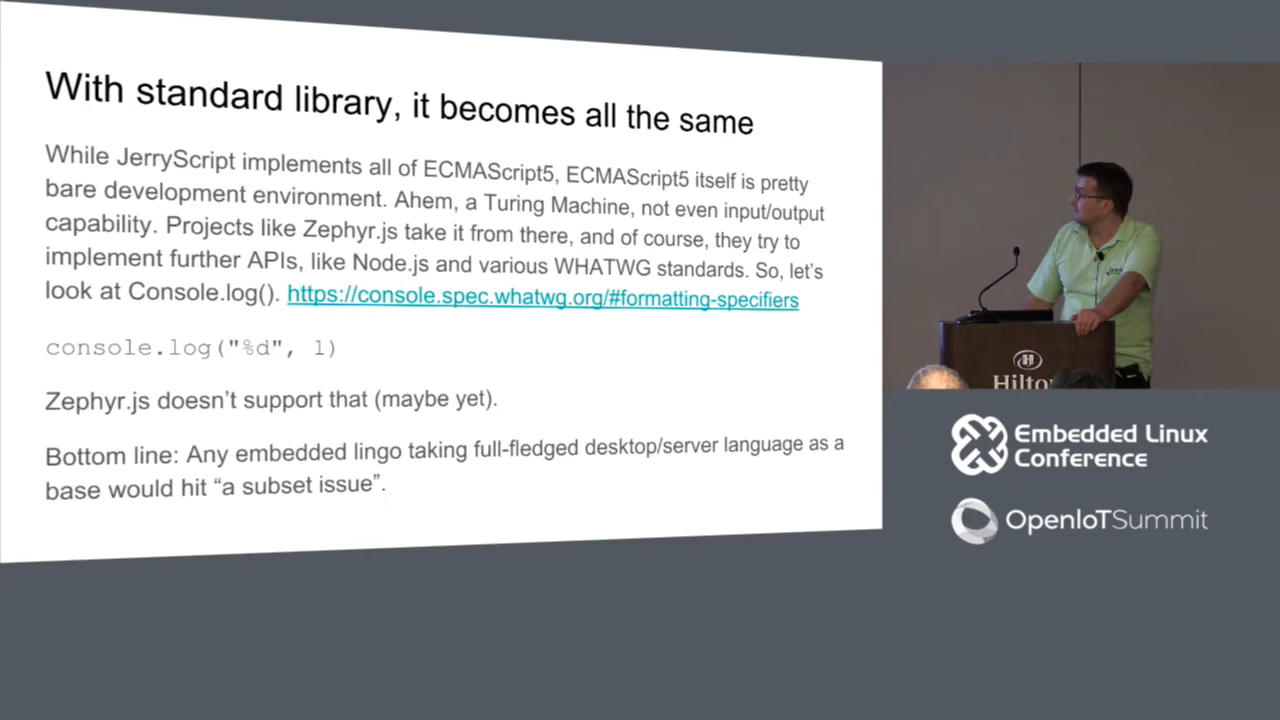 With standard library, it becomes all the same
While JerryScript implements all of ECMAScript5, ECMAScript5 itself is pretty
bare development environment. Ahem, a Turing Machine, not even input/output
capability. Projects like Zephyr.js take it from there, and of course, they try to
implement further APIs, like Node.js and various WHATWG standards. So, let's
look at Console.log(). https://console.spec.whatwg.org/#formatting-specifiers
console.log("%d", 1)
Zephyr.js doesn't support that (maybe yet).
Bottom line: Any embedded lingo taking full-fledged desktop/server language as a
base would hit “a subset issue”.
Hilto
Embedded Linux
Conference
OpenIoTSummit